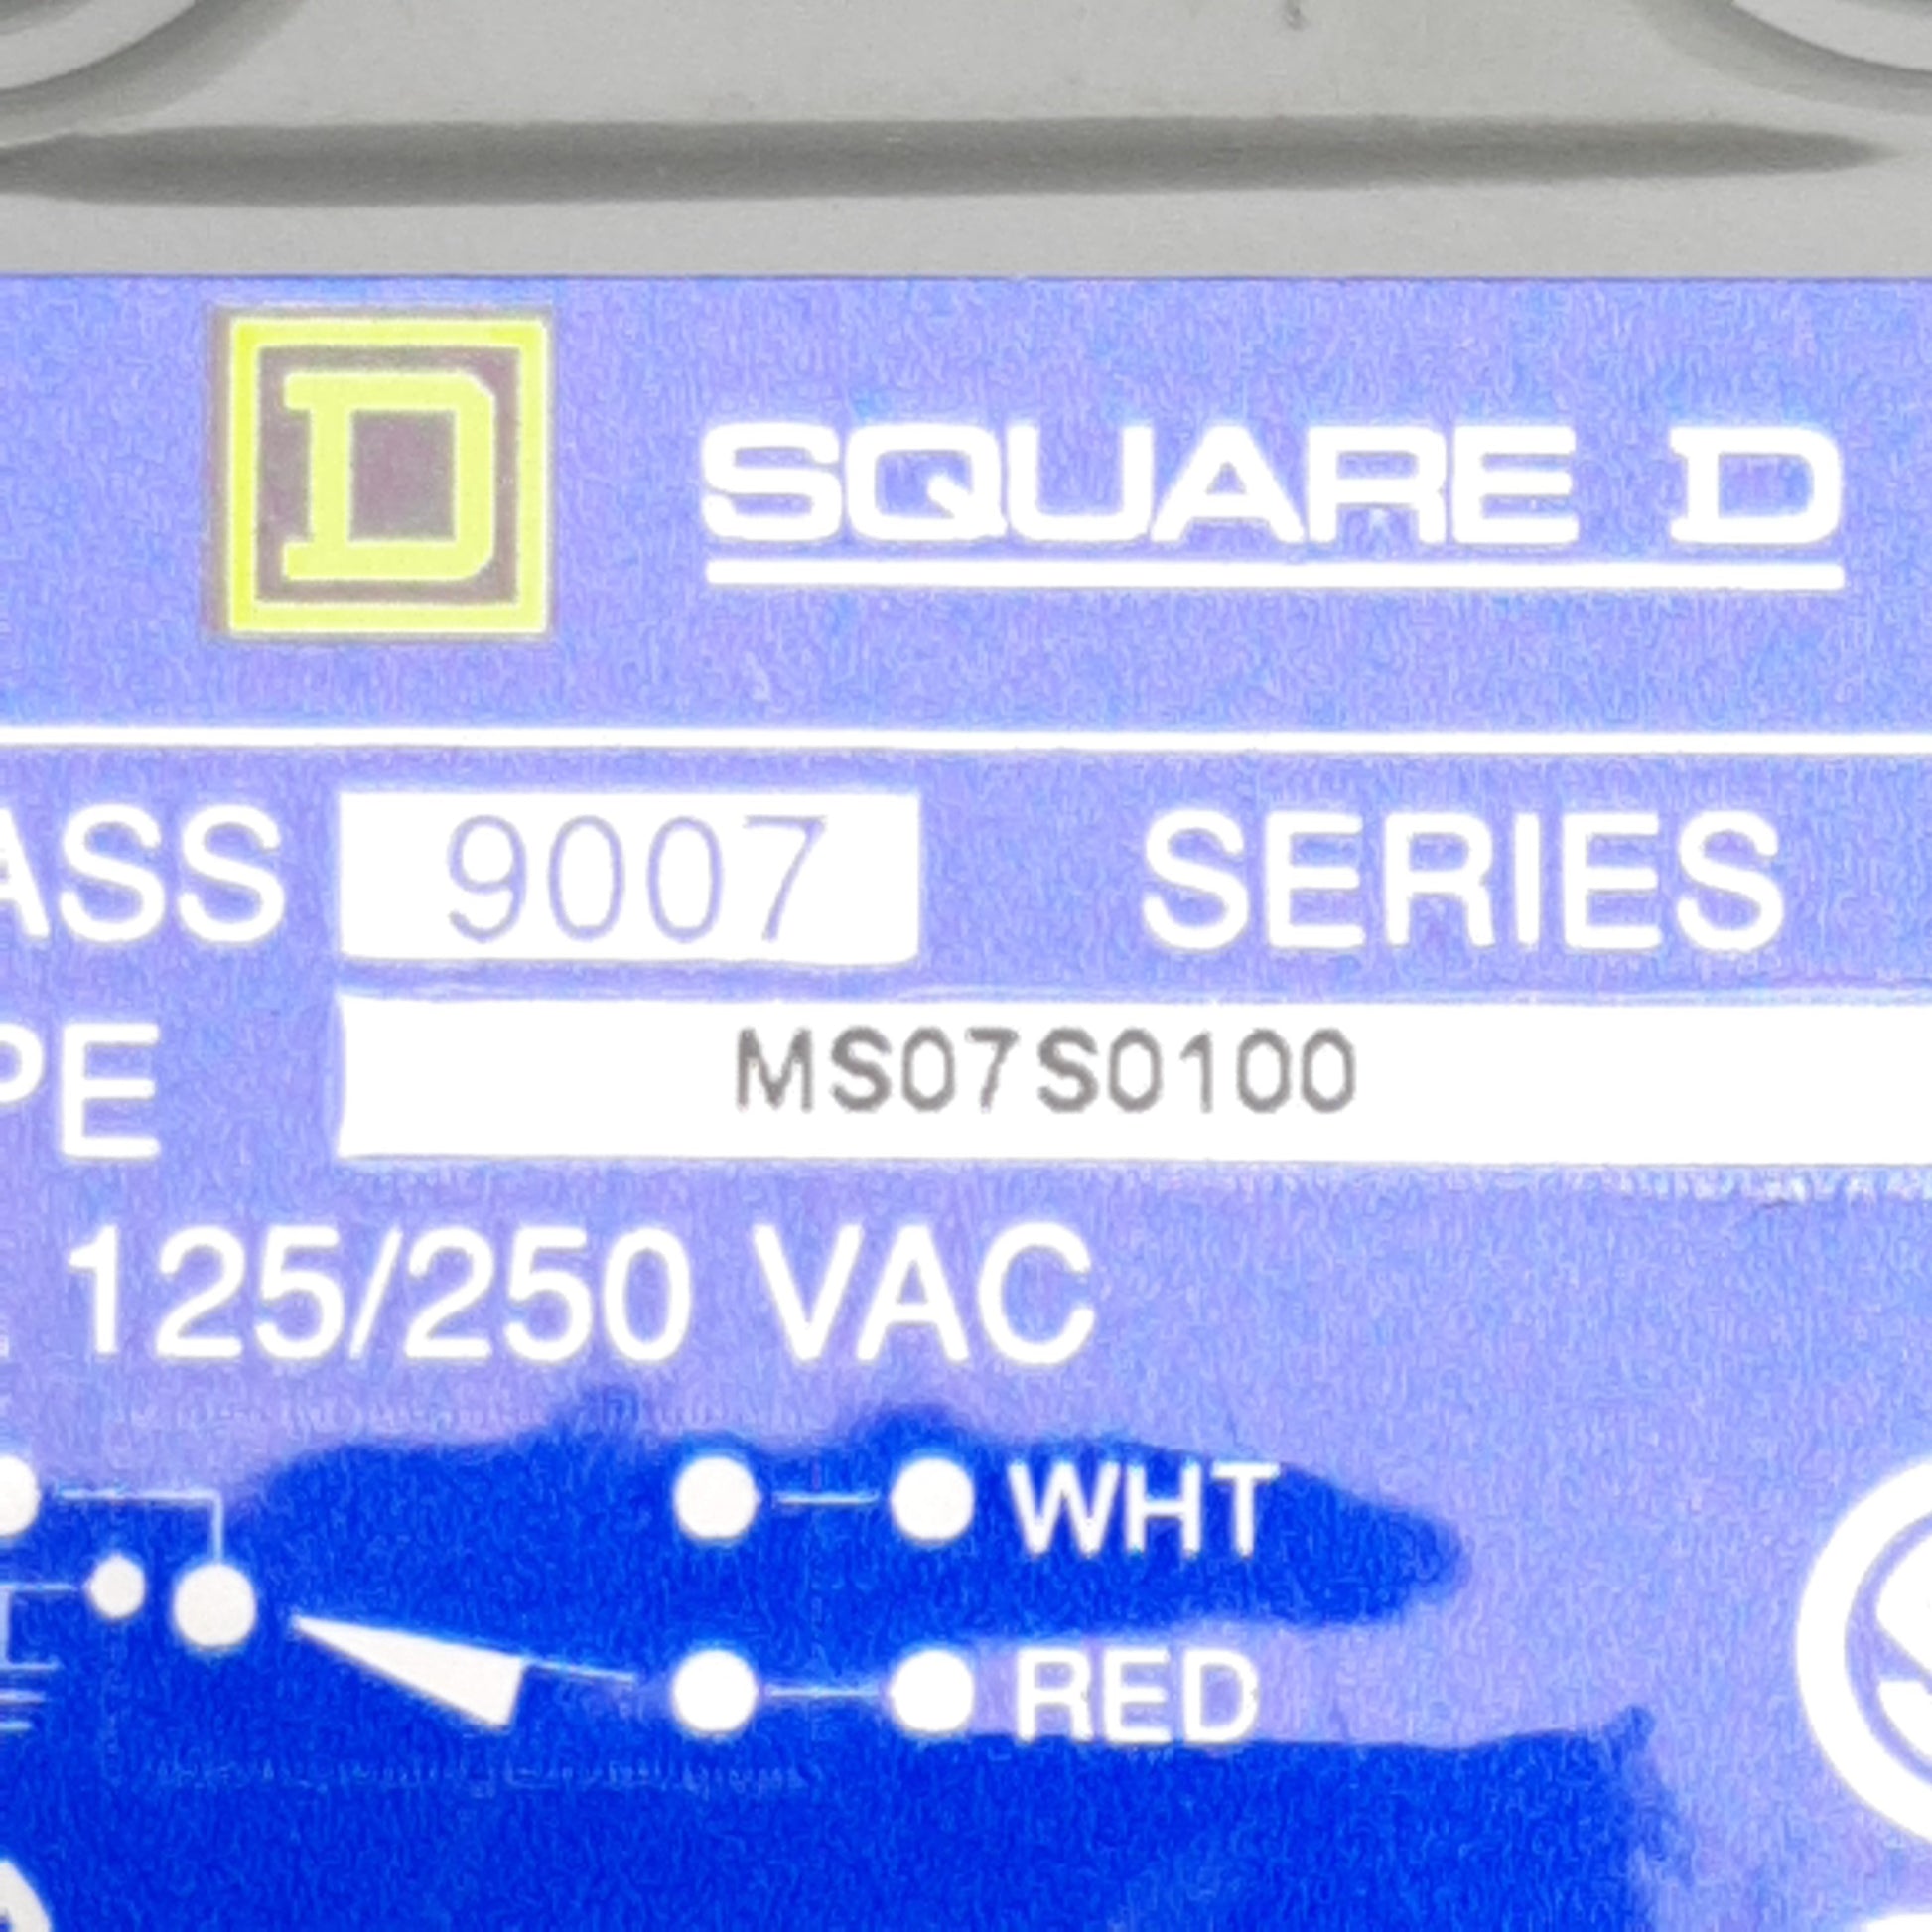 D SQUARE D
ASS 9007 SERIES
PE MS07S0100
125/250 VAC
WHT
RED